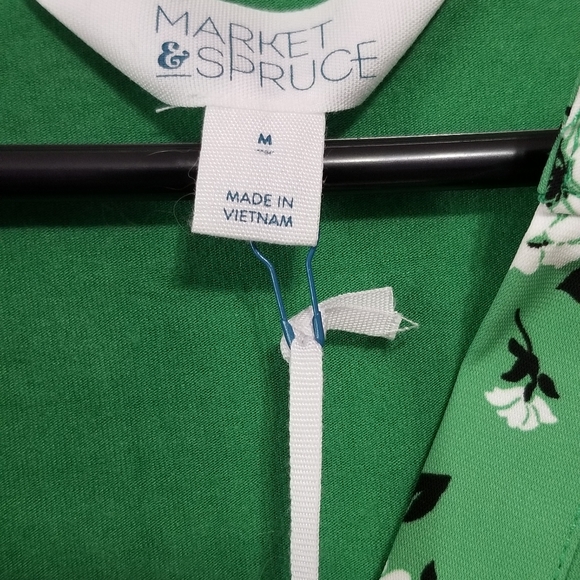 MARKET
& SPRUCE
M
MADE IN
VIETNAM